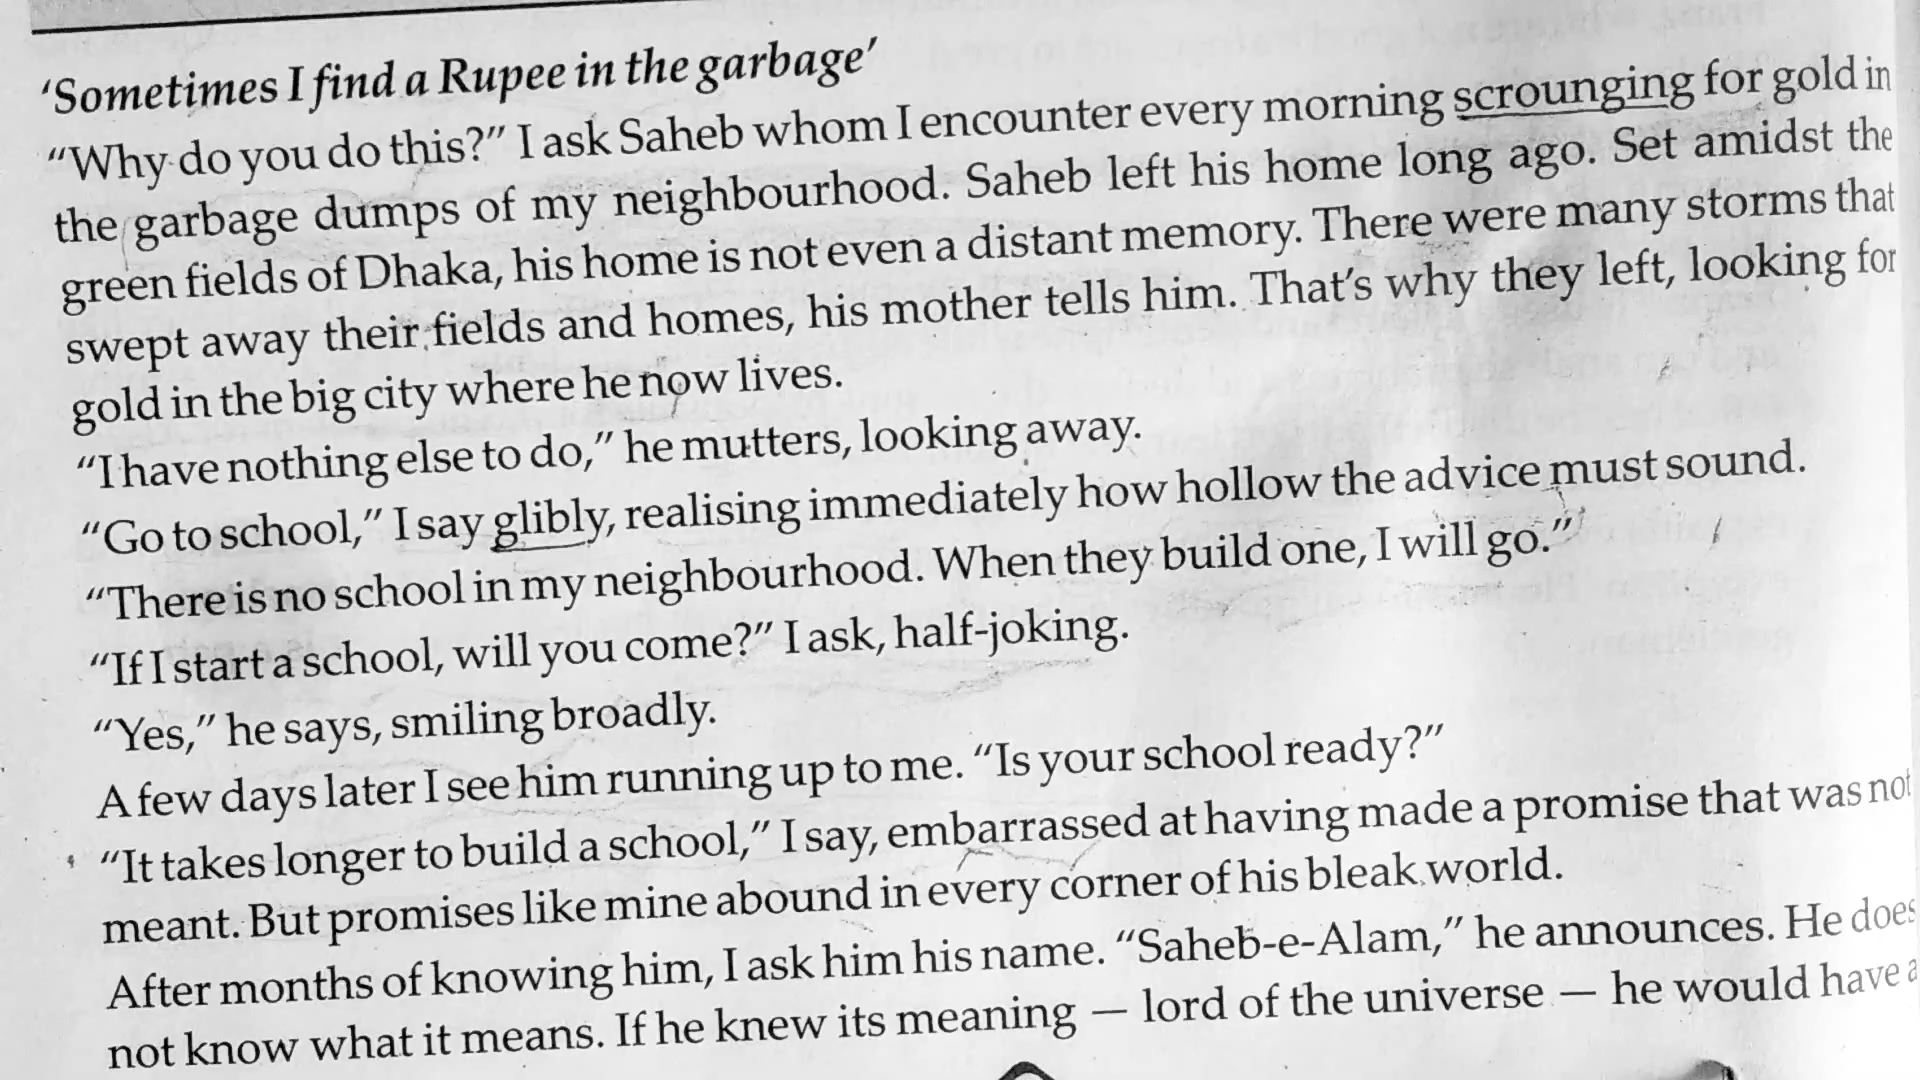 ‘Sometimes I find a Rupee in the garbage’
“Why do you do this?” I ask Saheb whom I encounter every morning scrounging for gold in
the garbage dumps of my neighbourhood. Saheb left his home long ago. Set amidst the
green fields of Dhaka, his home is not even a distant memory. There were many storms that
swept away their fields and homes, his mother tells him. That’s why they left, looking for
gold in the big city where he now lives.
“I have nothing else to do,” he mutters, looking away.
“Go to school,” I say glibly, realising immediately how hollow the advice must sound.
“There is no school in my neighbourhood. When they build one, I will go.”
“If I start a school, will you come?” I ask, half-joking.
“Yes,” he says, smiling broadly.
A few days later I see him running up to me. “Is your school ready?”
“It takes longer to build a school,” I say, embarrassed at having made a promise that was not
meant. But promises like mine abound in every corner of his bleak world.
After months of knowing him, I ask him his name. “Saheb-e-Alam,” he announces. He does
not know what it means. If he knew its meaning — lord of the universe — he would have a